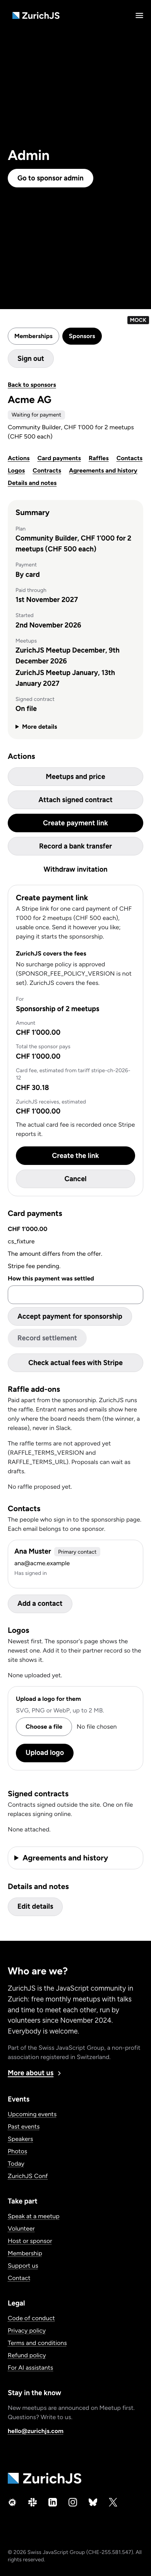 ZurichJS
Admin
Go to sponsor admin
MOCK
Memberships
Sponsors
Sign out
Back to sponsors
Acme AG
Waiting for payment
Community Builder, CHF 1'000 for 2 meetups
(CHF 500 each)
Actions Card payments Raffles Contacts
Logos Contracts Agreements and history
Details and notes
Summary
Plan
Community Builder, CHF 1'000 for 2
meetups (CHF 500 each)
Payment
By card
Paid through
1st November 2027
Started
2nd November 2026
Meetups
ZurichJS Meetup December, 9th
December 2026
ZurichJS Meetup January, 13th
January 2027
Signed contract
On file
More details
Actions
Meetups and price
Attach signed contract
Create payment link
Record a bank transfer
Withdraw invitation
Create payment link
A Stripe link for one card payment of CHF
1'000 for 2 meetups (CHF 500 each),
usable once. Send it however you like;
paying it starts the sponsorship.
ZurichJS covers the fees
No surcharge policy is approved
(SPONSOR_FEE_POLICY_VERSION is not
set). ZurichJS covers the fees.
For
Sponsorship of 2 meetups
Amount
CHF 1'000.00
Total the sponsor pays
CHF 1'000.00
Card fee, estimated from tariff stripe-ch-2026-
12
CHF 30.18
ZurichJS receives, estimated
CHF 1'000.00
The actual card fee is recorded once Stripe
reports it.
Create the link
Cancel
Card payments
CHF 1'000.00
cs_fixture
The amount differs from the offer.
Stripe fee pending.
How this payment was settled
Accept payment for sponsorship
Record settlement
Check actual fees with Stripe
Raffle add-ons
Paid apart from the sponsorship. ZurichJS runs
the raffle. Entrant names and emails show here
only where the board needs them (the winner, a
release), never in Slack.
The raffle terms are not approved yet
(RAFFLE_TERMS_VERSION and
RAFFLE_TERMS_URL). Proposals can wait as
drafts.
No raffle proposed yet.
Contacts
The people who sign in to the sponsorship page.
Each email belongs to one sponsor.
Ana Muster Primary contact
ana@acme.example
Has signed in
Add a contact
Logos
Newest first. The sponsor's page shows the
newest one. Add it to their partner record so the
site shows it.
None uploaded yet.
Upload a logo for them
SVG, PNG or WebP, up to 2 MB.
Choose a file No file chosen
Upload logo
Signed contracts
Contracts signed outside the site. One on file
replaces signing online.
None attached.
Agreements and history
Details and notes
Edit details
Who are we?
ZurichJS is the JavaScript community in
Zurich: free monthly meetups with talks
and time to meet each other, run by
volunteers since November 2024.
Everybody is welcome.
Part of the Swiss JavaScript Group, a non-profit
association registered in Switzerland.
More about us
Events
Upcoming events
Past events
Speakers
Photos
Today
ZurichJS Conf
Take part
Speak at a meetup
Volunteer
Host or sponsor
Membership
Support us
Contact
Legal
Code of conduct
Privacy policy
Terms and conditions
Refund policy
For AI assistants
Stay in the know
New meetups are announced on Meetup first.
Questions? Write to us.
hello@zurichjs.com
ZurichJS
© 2026 Swiss JavaScript Group (CHE-255.581.547). All
rights reserved.